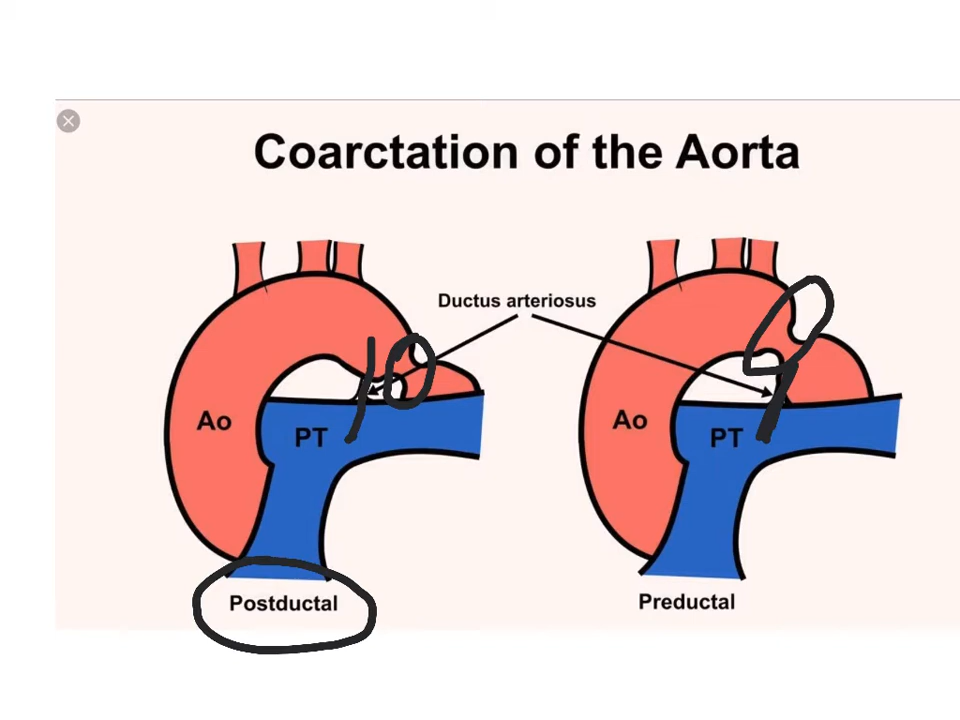 Coarctation of the Aorta
Ductus arteriosus
Ao
PT
Ao
PT
Postductal
Preductal